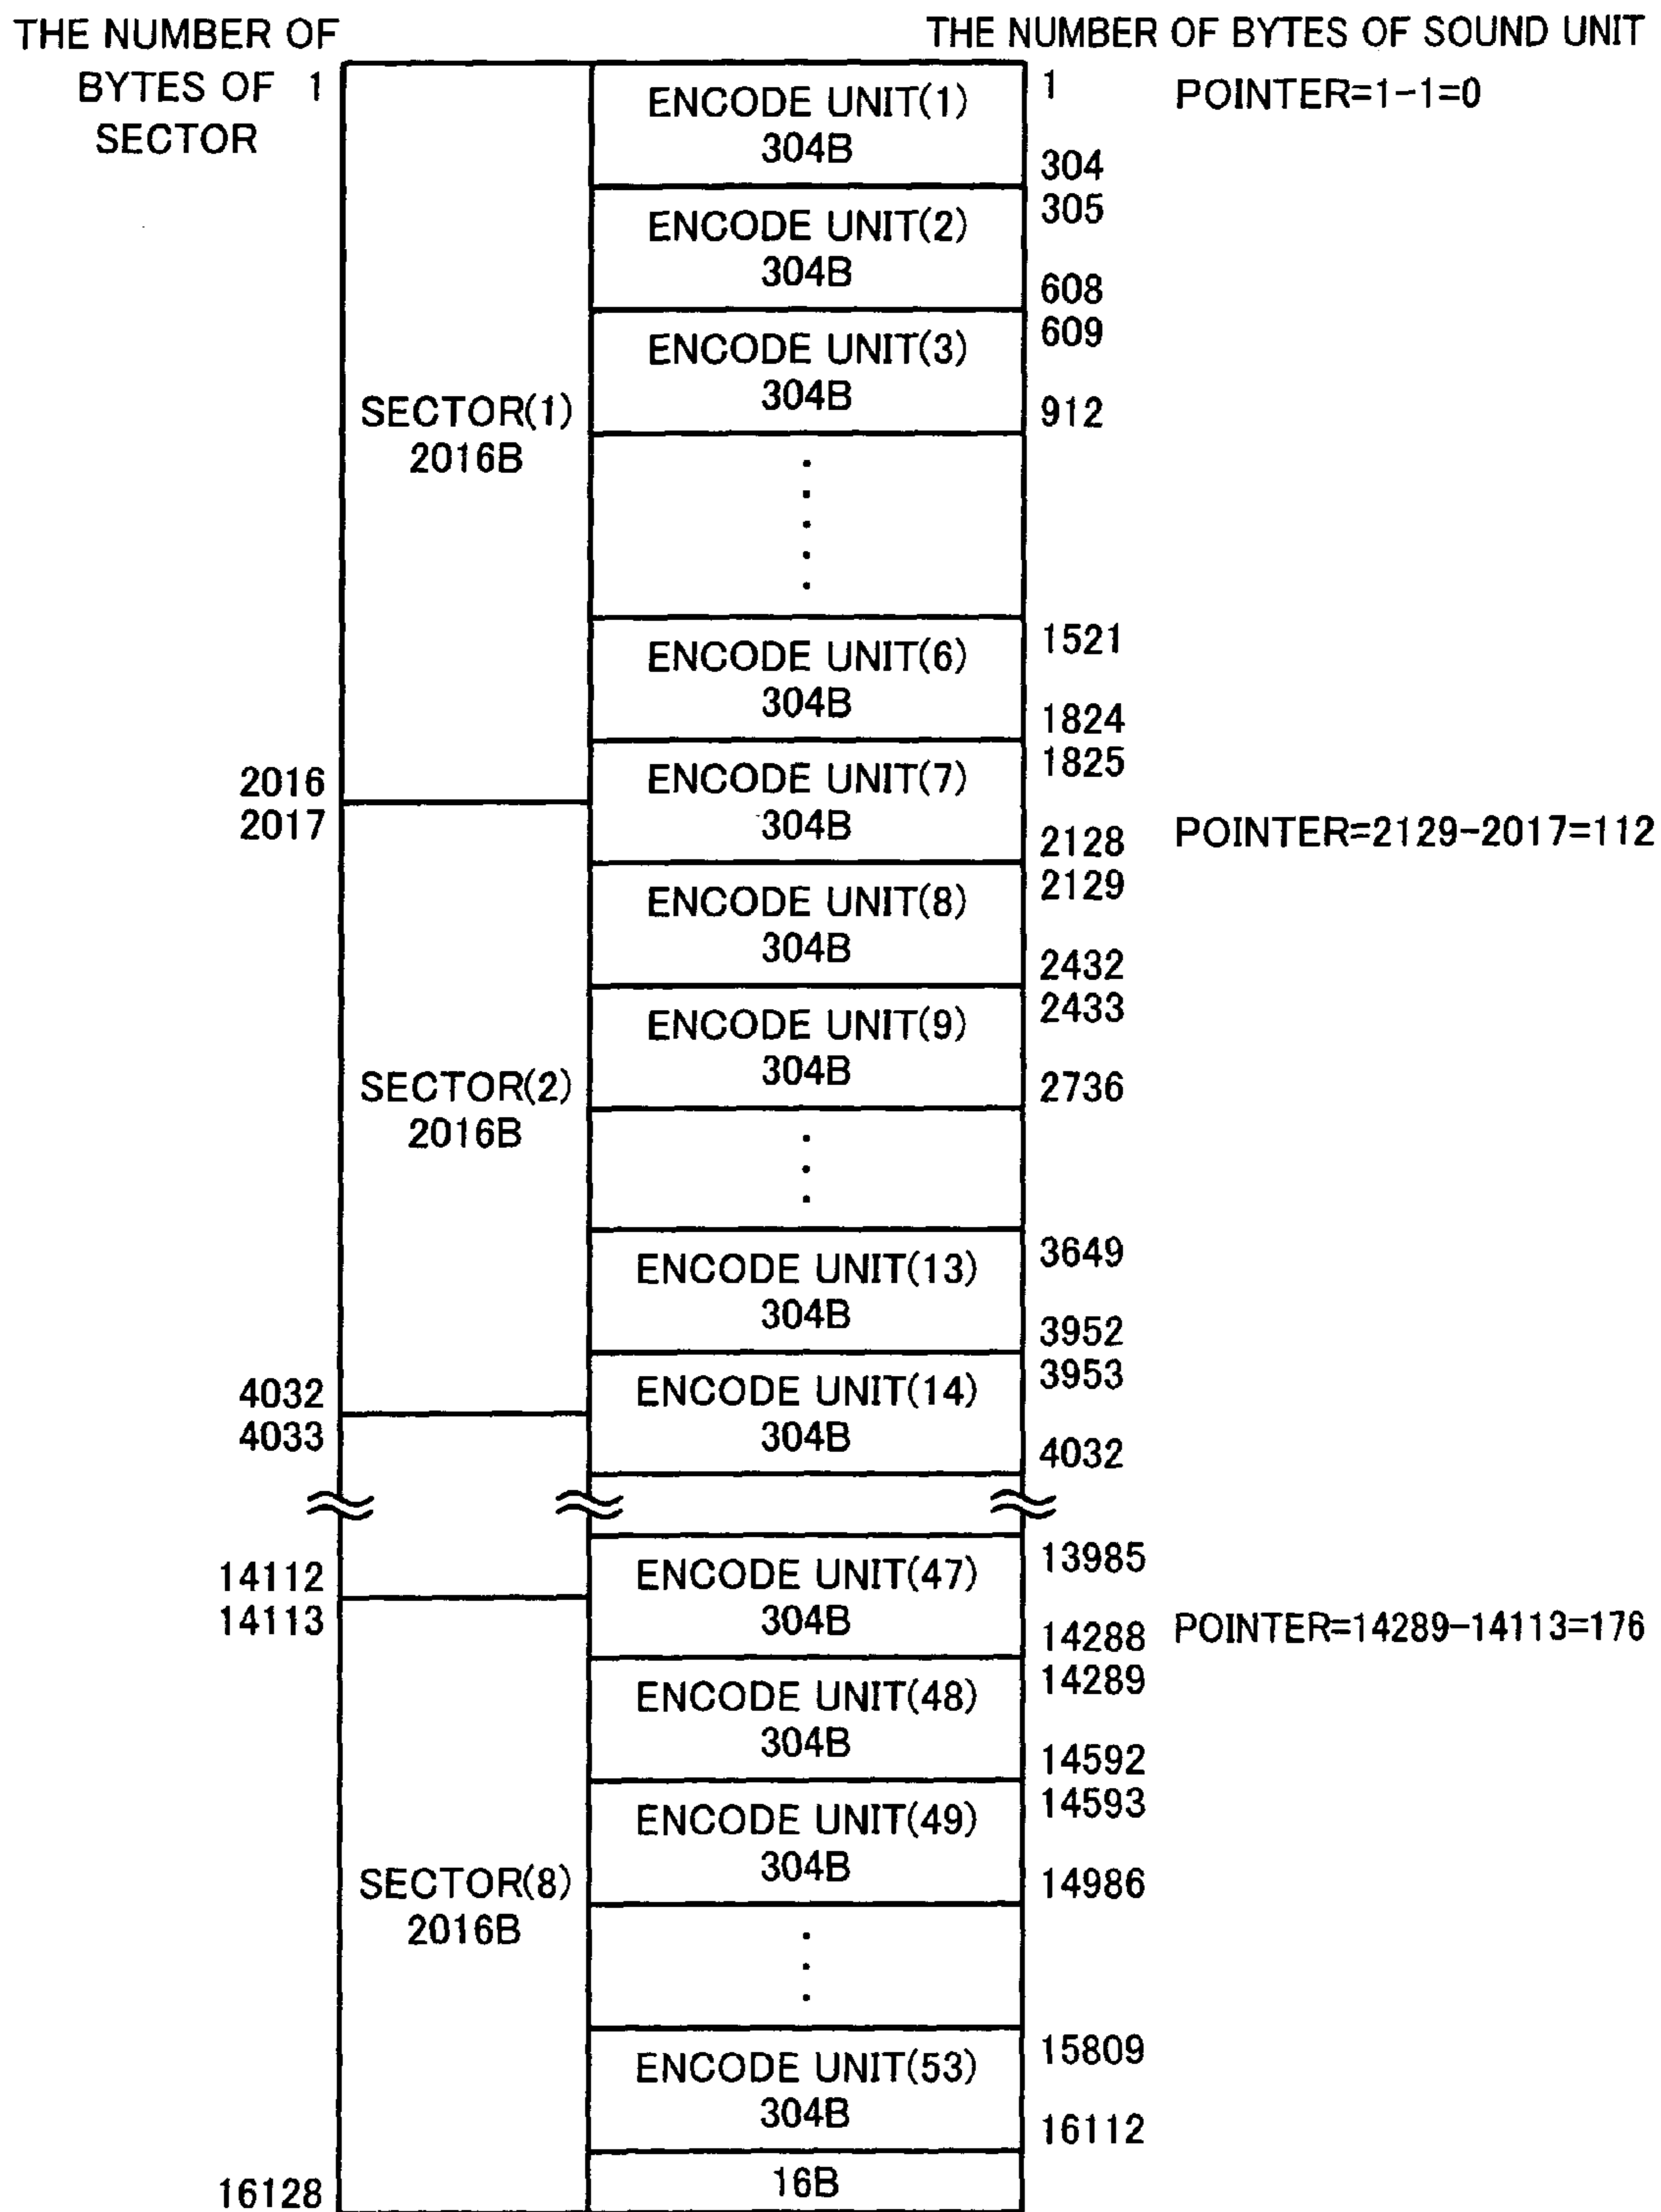 THE NUMBER OF
BYTES OF 1
SECTOR
THE NUMBER OF BYTES OF SOUND UNIT
ENCODE UNIT(1)
304B
1
304
POINTER=1-1=0
ENCODE UNIT(2)
304B
305
608
ENCODE UNIT(3)
304B
609
912
SECTOR(1)
2016B
ENCODE UNIT(6)
304B
1521
1824
2016
2017
ENCODE UNIT(7)
304B
1825
2128
POINTER=2129-2017=112
ENCODE UNIT(8)
304B
2129
2432
ENCODE UNIT(9)
304B
2433
2736
SECTOR(2)
2016B
ENCODE UNIT(13)
304B
3649
3952
4032
4033
ENCODE UNIT(14)
304B
3953
4032
14112
14113
ENCODE UNIT(47)
304B
13985
14288
POINTER=14289-14113=176
ENCODE UNIT(48)
304B
14289
14592
ENCODE UNIT(49)
304B
14593
14986
SECTOR(8)
2016B
ENCODE UNIT(53)
304B
15809
16112
16128
16B